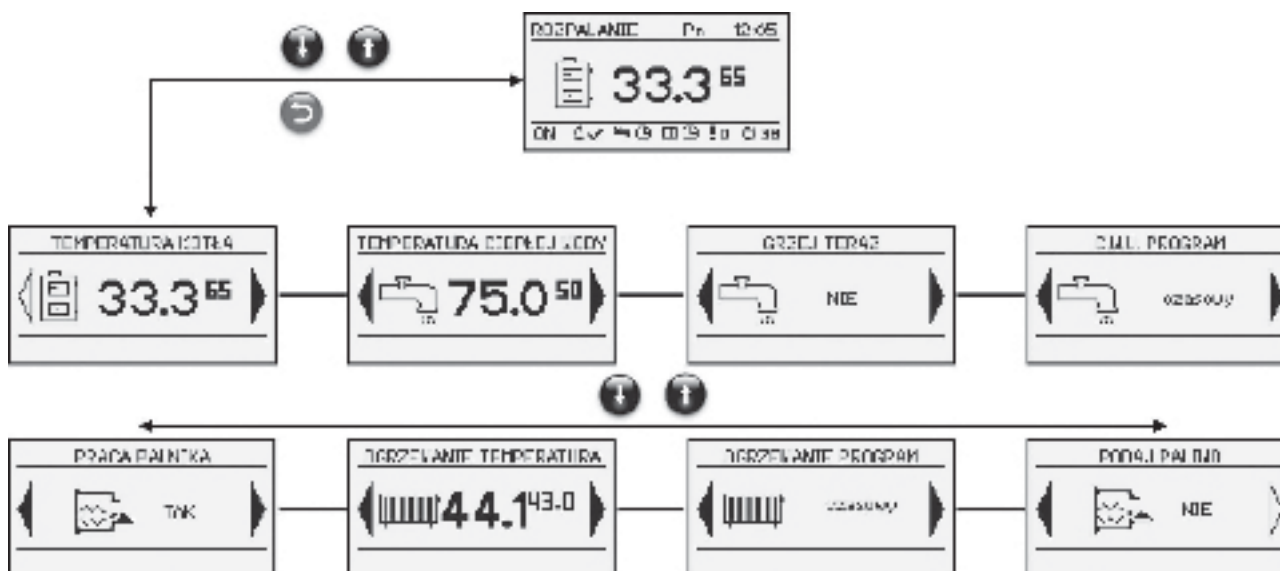 ROZPALANIE Pn 12:05
33.3 65
ON
TEMPERATURA KOTŁA
33.3 65
TEMPERATURA CIEPŁEJ WODY
75.0 50
GRZEJ TERAZ
NIE
C.W.U. PROGRAM
czasowy
PRACA PALNIKA
TAK
OGRZEWANIE TEMPERATURA
44.1 43.0
OGRZEWANIE PROGRAM
czasowy
PODAJ PALIWO
NIE